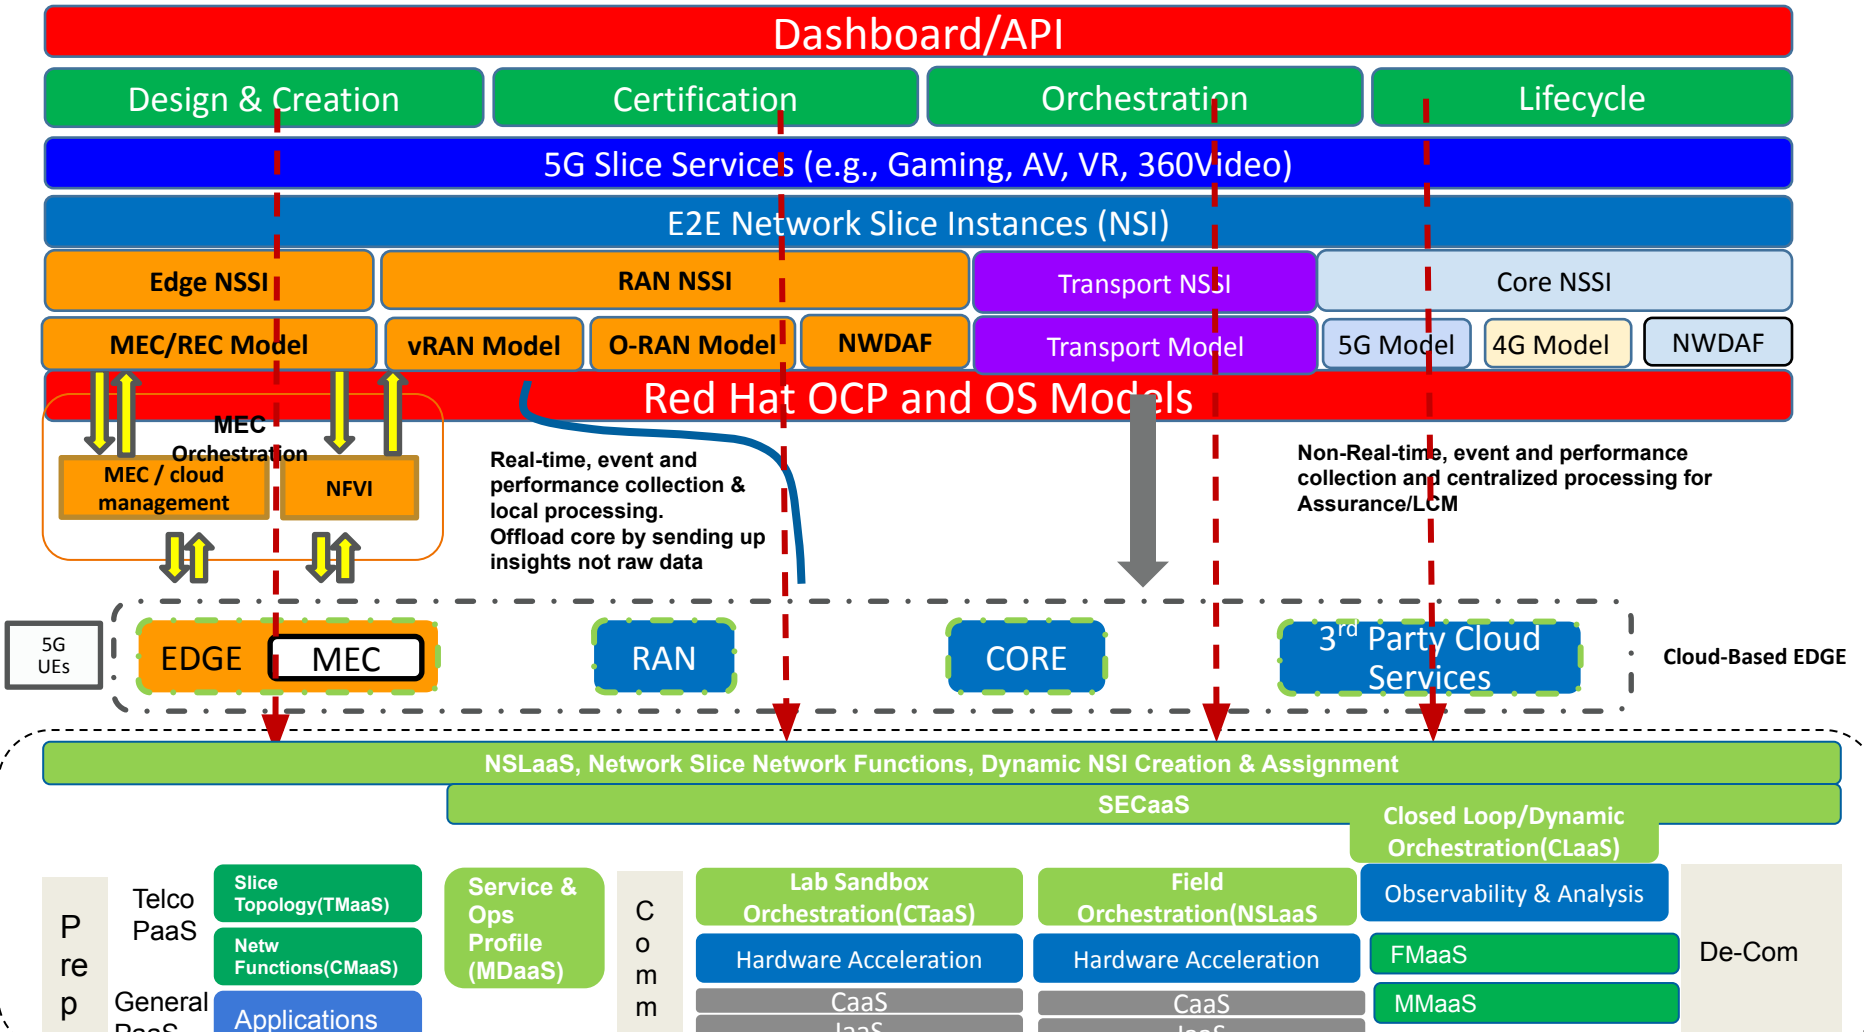 Dashboard/API
Design & Creation
Certification
Orchestration
Lifecycle
5G Slice Services (e.g., Gaming, AV, VR, 360Video)
E2E Network Slice Instances (NSI)
Edge NSSI
RAN NSSI
Transport NSSI
Core NSSI
MEC/REC Model
vRAN Model
O-RAN Model
NWDAF
Transport Model
5G Model
4G Model
NWDAF
Red Hat OCP and OS Models
MEC
Orchestration
MEC / cloud
management
NFVI
Real-time, event and
performance collection &
local processing.
Offload core by sending up
insights not raw data
Non-Real-time, event and performance
collection and centralized processing for
Assurance/LCM
5G
UEs
EDGE
MEC
RAN
CORE
3rd Party Cloud
Services
Cloud-Based EDGE
NSLaaS, Network Slice Network Functions, Dynamic NSI Creation & Assignment
SECaaS
Closed Loop/Dynamic
Orchestration(CLaaS)
P
re
p
Telco
PaaS
General
PaaS
Slice
Topology(TMaaS)
Netw
Functions(CMaaS)
Applications
Service &
Ops
Profile
(MDaaS)
C
o
m
m
Lab Sandbox
Orchestration(CTaaS)
Hardware Acceleration
CaaS
IaaS
Field
Orchestration(NSLaaS
Hardware Acceleration
CaaS
IaaS
Observability & Analysis
FMaaS
MMaaS
De-Com